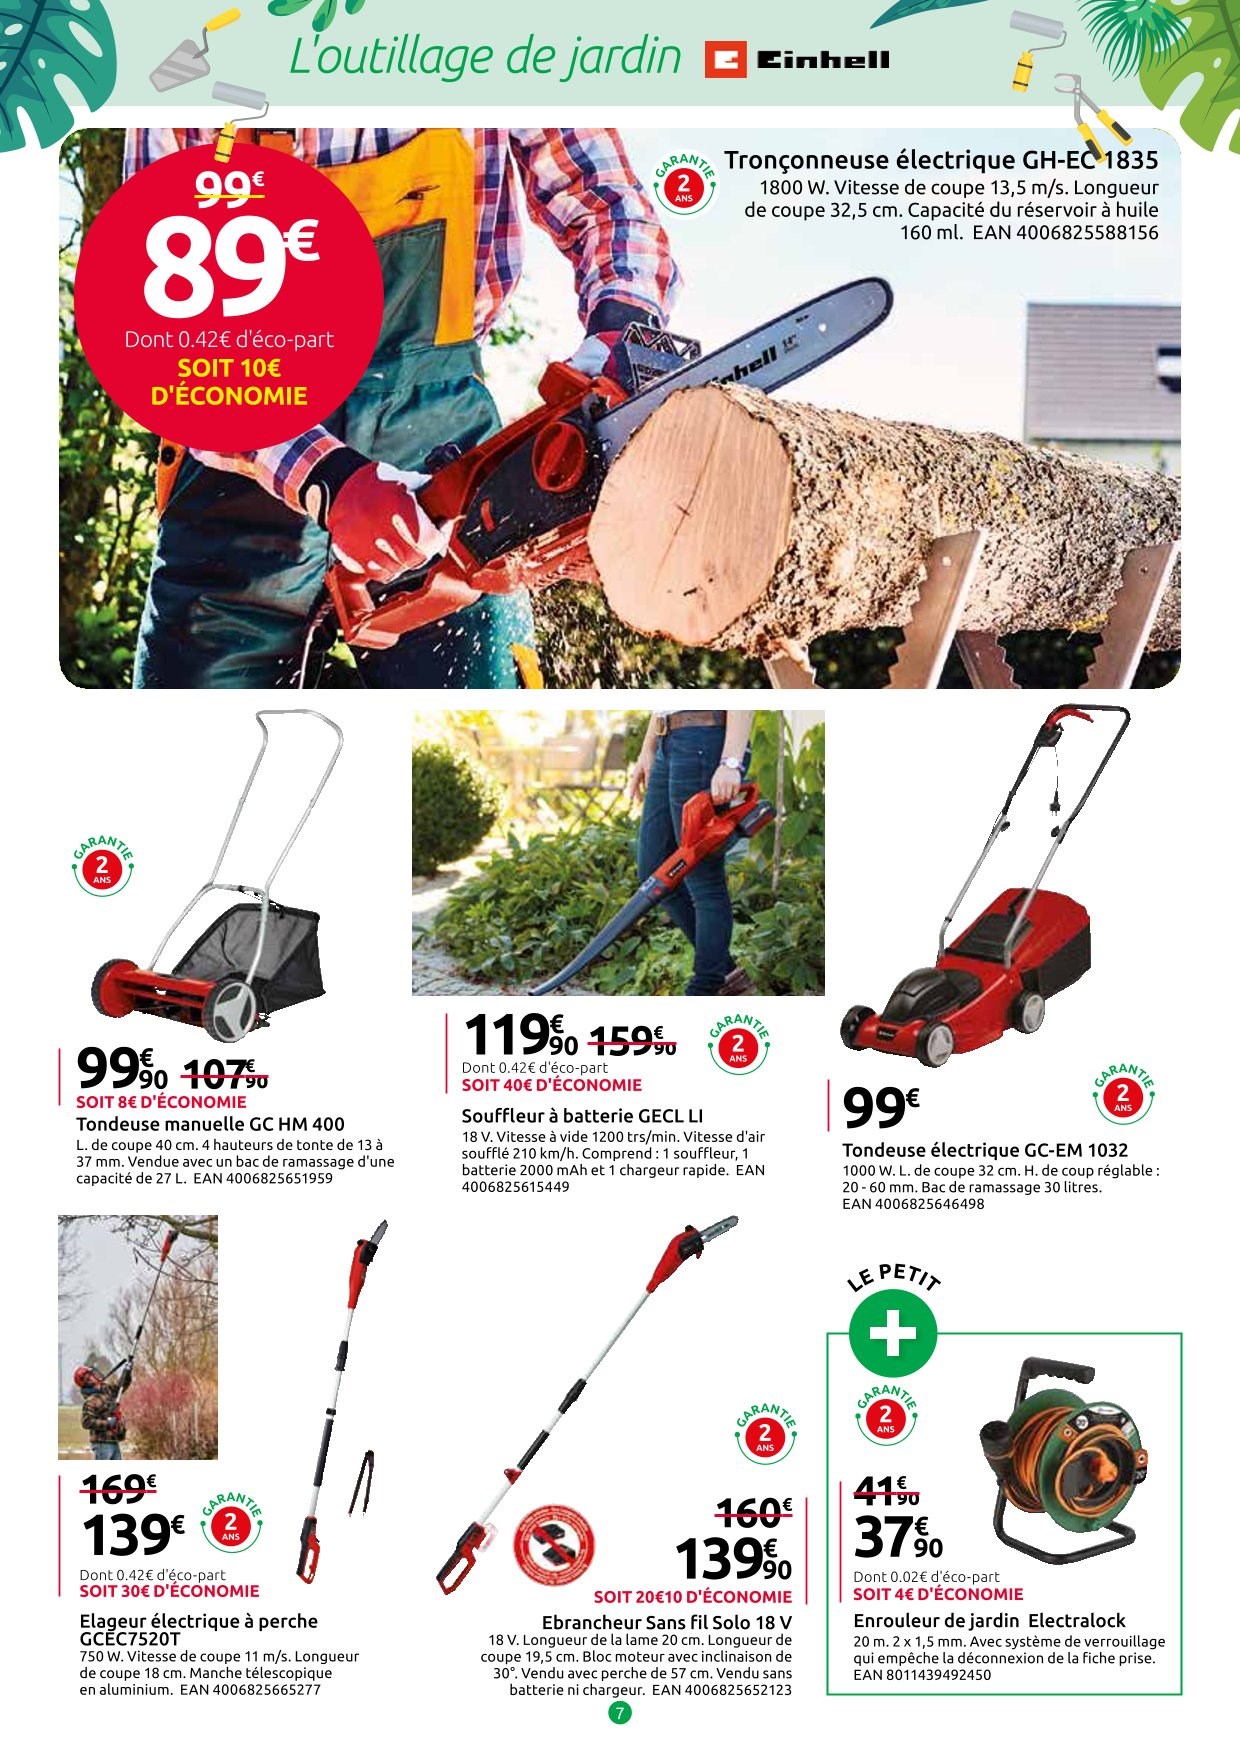 L'outillage de jardin Einhell
GARANTIE
2
ANS
Tronçonneuse électrique GH-EC 1835
1800 W. Vitesse de coupe 13,5 m/s. Longueur
de coupe 32,5 cm. Capacité du réservoir à huile
160 ml. EAN 4006825588156
99€
89€
Dont 0.42€ d'éco-part
SOIT 10€
D'ÉCONOMIE
Einhell
14"
GARANTIE
2
ANS
99€90 107€90
SOIT 8€ D'ÉCONOMIE
Tondeuse manuelle GC HM 400
L. de coupe 40 cm. 4 hauteurs de tonte de 13 à
37 mm. Vendue avec un bac de ramassage d'une
capacité de 27 L. EAN 4006825651959
119€90 159€90
GARANTIE
2
ANS
Dont 0.42€ d'éco-part
SOIT 40€ D'ÉCONOMIE
Souffleur à batterie GECL LI
18 V. Vitesse à vide 1200 trs/min. Vitesse d'air
soufflé 210 km/h. Comprend : 1 souffleur, 1
batterie 2000 mAh et 1 chargeur rapide. EAN
4006825615449
99€
GARANTIE
2
ANS
Tondeuse électrique GC-EM 1032
1000 W. L. de coupe 32 cm. H. de coup réglable :
20 - 60 mm. Bac de ramassage 30 litres.
EAN 4006825646498
169€
139€
GARANTIE
2
ANS
Dont 0.42€ d'éco-part
SOIT 30€ D'ÉCONOMIE
Elageur électrique à perche
GCEC7520T
750 W. Vitesse de coupe 11 m/s. Longueur
de coupe 18 cm. Manche télescopique
en aluminium. EAN 4006825665277
GARANTIE
2
ANS
160€
139€90
SOIT 20€10 D'ÉCONOMIE
Ebrancheur Sans fil Solo 18 V
18 V. Longueur de la lame 20 cm. Longueur de
coupe 19,5 cm. Bloc moteur avec inclinaison de
30°. Vendu avec perche de 57 cm. Vendu sans
batterie ni chargeur. EAN 4006825652123
LE PETIT
+
GARANTIE
2
ANS
41€90
37€90
Dont 0.02€ d'éco-part
SOIT 4€ D'ÉCONOMIE
Enrouleur de jardin Electralock
20 m. 2 x 1,5 mm. Avec système de verrouillage
qui empêche la déconnexion de la fiche prise.
EAN 8011439492450
7